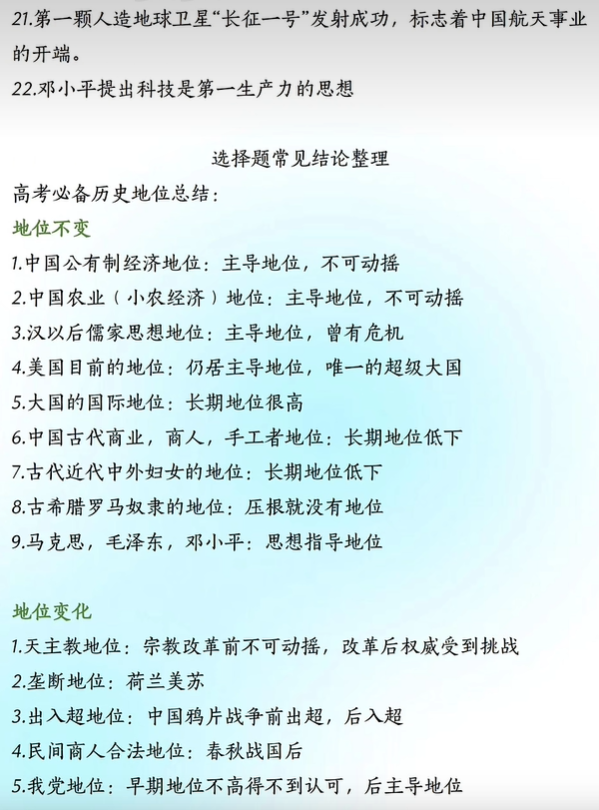 21.第一颗人造地球卫星“长征一号”发射成功，标志着中国航天事业
的开端。
22.邓小平提出科技是第一生产力的思想
选择题常见结论整理
高考必备历史地位总结：
地位不变
1.中国公有制经济地位：主导地位，不可动摇
2.中国农业（小农经济）地位：主导地位，不可动摇
3.汉以后儒家思想地位：主导地位，曾有危机
4.美国目前的地位：仍居主导地位，唯一的超级大国
5.大国的国际地位：长期地位很高
6.中国古代商业，商人，手工者地位：长期地位低下
7.古代近代中外妇女的地位：长期地位低下
8.古希腊罗马奴隶的地位：压根就没有地位
9.马克思，毛泽东，邓小平：思想指导地位
地位变化
1.天主教地位：宗教改革前不可动摇，改革后权威受到挑战
2.垄断地位：荷兰美苏
3.出入超地位：中国鸦片战争前出超，后入超
4.民间商人合法地位：春秋战国后
5.我党地位：早期地位不高得不到认可，后主导地位